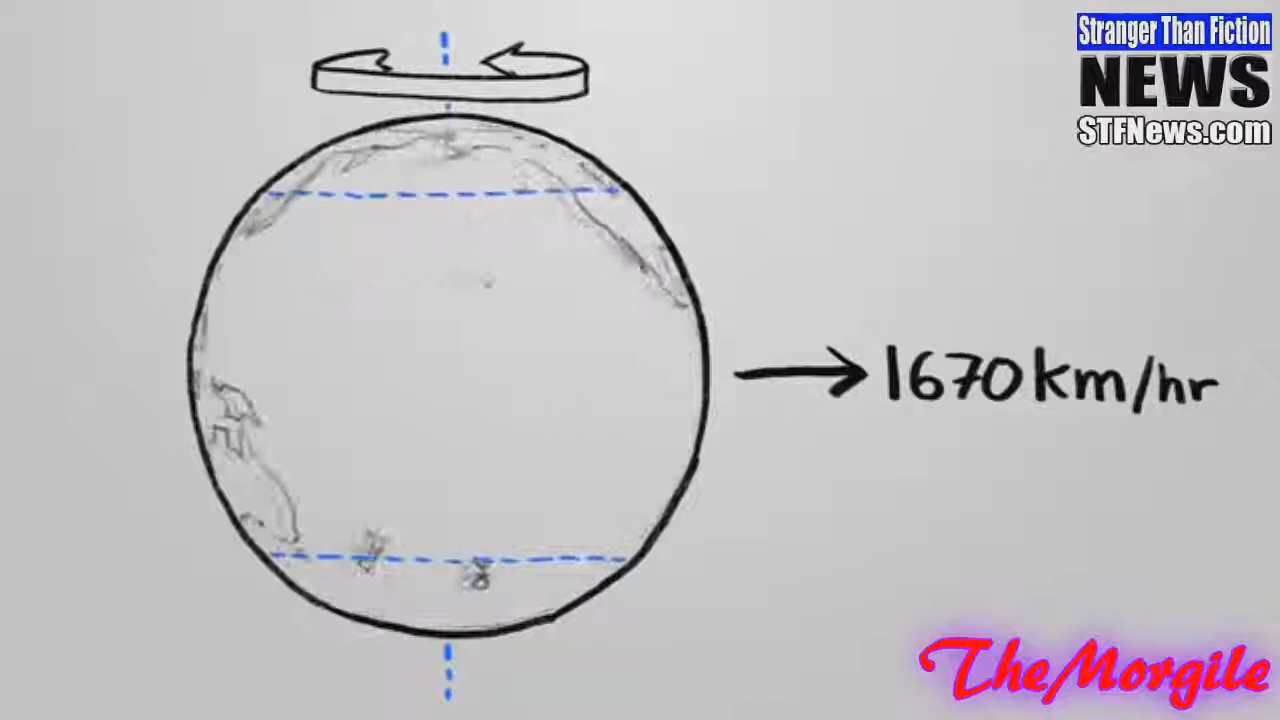 Stranger Than Fiction
NEWS
STFNews.com
1670km/hr
TheMorgile